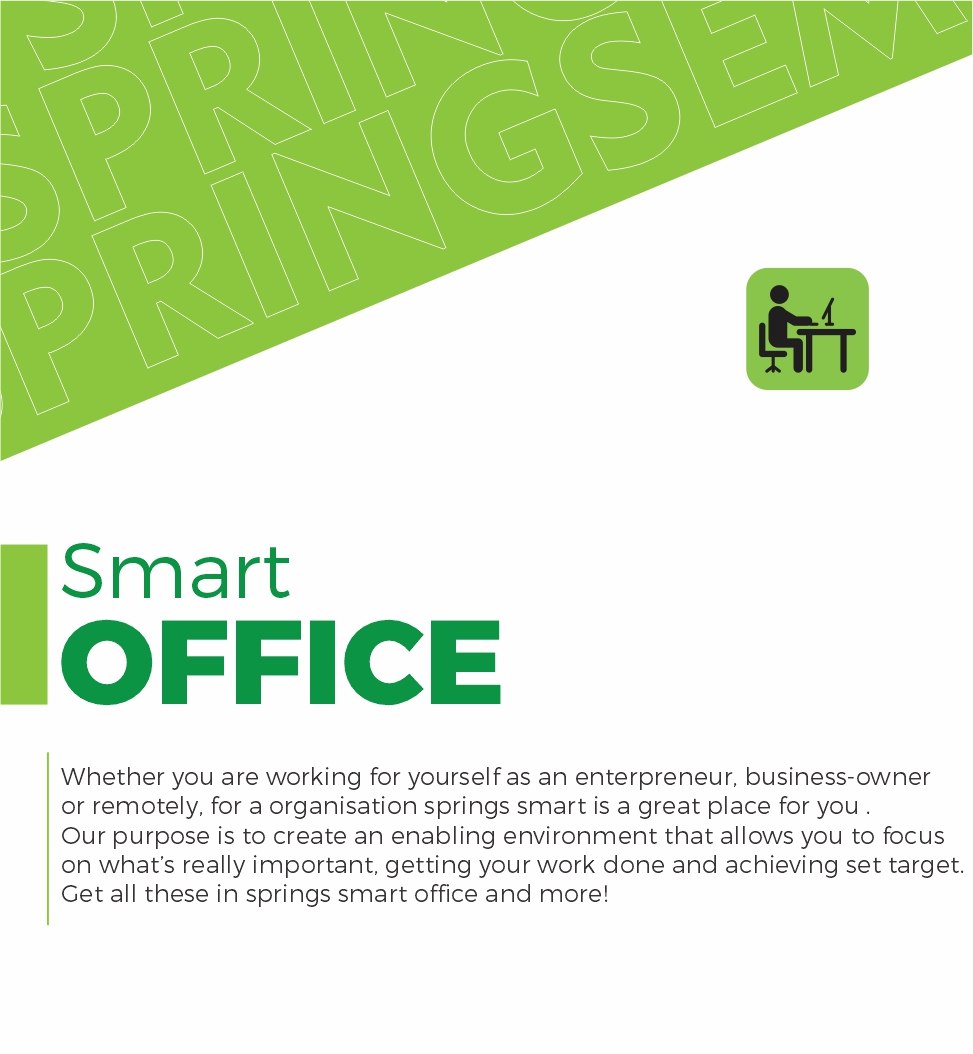 SPRING
SPRINGSEM
SPRINGSEM
Smart
OFFICE
Whether you are working for yourself as an enterpreneur, business-owner
or remotely, for a organisation springs smart is a great place for you .
Our purpose is to create an enabling environment that allows you to focus
on what's really important, getting your work done and achieving set target.
Get all these in springs smart office and more!